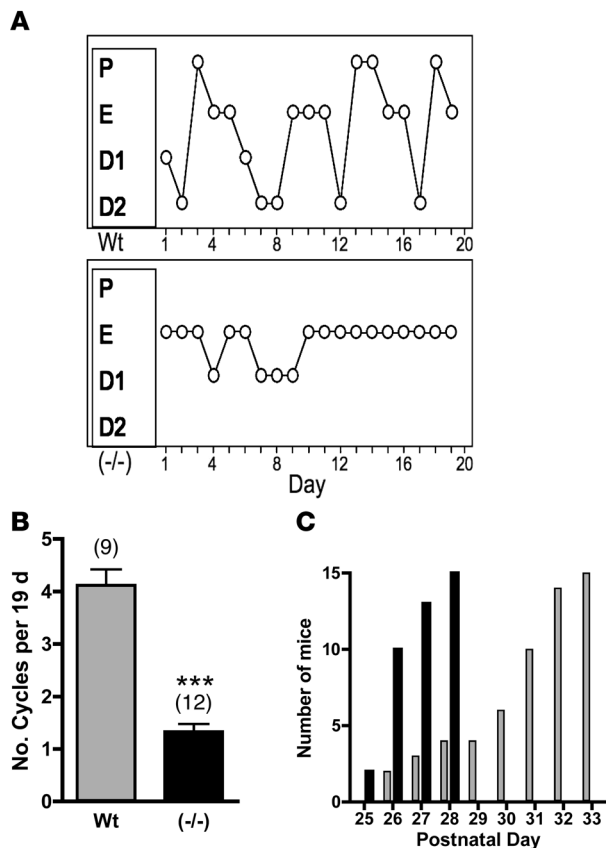 A
P
E
D1
D2
Wt
1 4 8 12 16 20
P
E
D1
D2
(-/-)
1 4 8 12 16 20
Day
B
No. Cycles per 19 d
5
4
3
2
1
0
(9)
***
(12)
Wt (-/-)
C
Number of mice
15
10
5
0
25 26 27 28 29 30 31 32 33
Postnatal Day